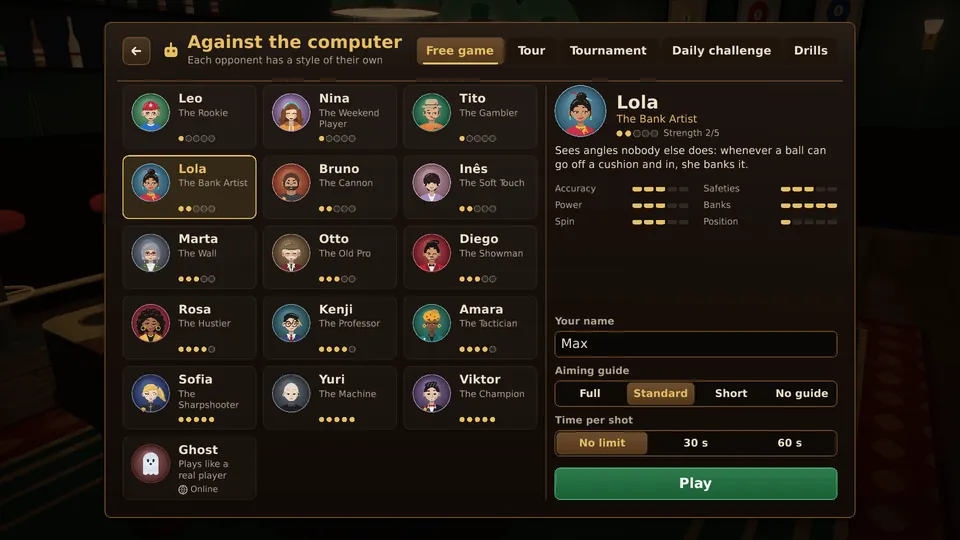 Against the computer
Each opponent has a style of their own
Free game
Tour
Tournament
Daily challenge
Drills
Leo
The Rookie
Nina
The Weekend
Player
Tito
The Gambler
Lola
The Bank Artist
Bruno
The Cannon
Inês
The Soft Touch
Marta
The Wall
Otto
The Old Pro
Diego
The Showman
Rosa
The Hustler
Kenji
The Professor
Amara
The Tactician
Sofia
The
Sharpshooter
Yuri
The Machine
Viktor
The Champion
Ghost
Plays like a
real player
Online
Lola
The Bank Artist
Strength 2/5
Sees angles nobody else does: whenever a ball can
go off a cushion and in, she banks it.
Accuracy
Safeties
Power
Banks
Spin
Position
Your name
Max
Aiming guide
Full
Standard
Short
No guide
Time per shot
No limit
30 s
60 s
Play